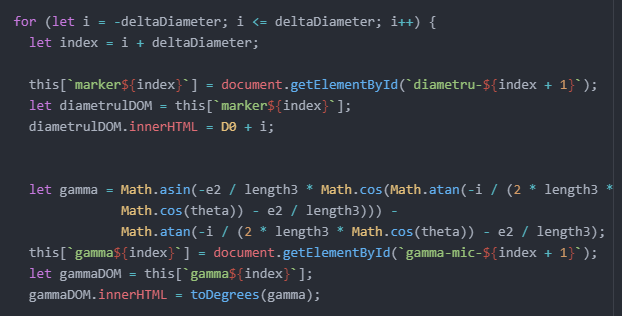 for (let i = -deltaDiameter; i <= deltaDiameter; i++) {
let index = i + deltaDiameter;
this[`marker${index}`] = document.getElementById(`diametru-${index + 1}`);
let diametrulDOM = this[`marker${index}`];
diametrulDOM.innerHTML = D0 + i;
let gamma = Math.asin(-e2 / length3 * Math.cos(Math.atan(-i / (2 * length3 *
Math.cos(theta)) - e2 / length3))) -
Math.atan(-i / (2 * length3 * Math.cos(theta)) - e2 / length3);
this[`gamma${index}`] = document.getElementById(`gamma-mic-${index + 1}`);
let gammaDOM = this[`gamma${index}`];
gammaDOM.innerHTML = toDegrees(gamma);